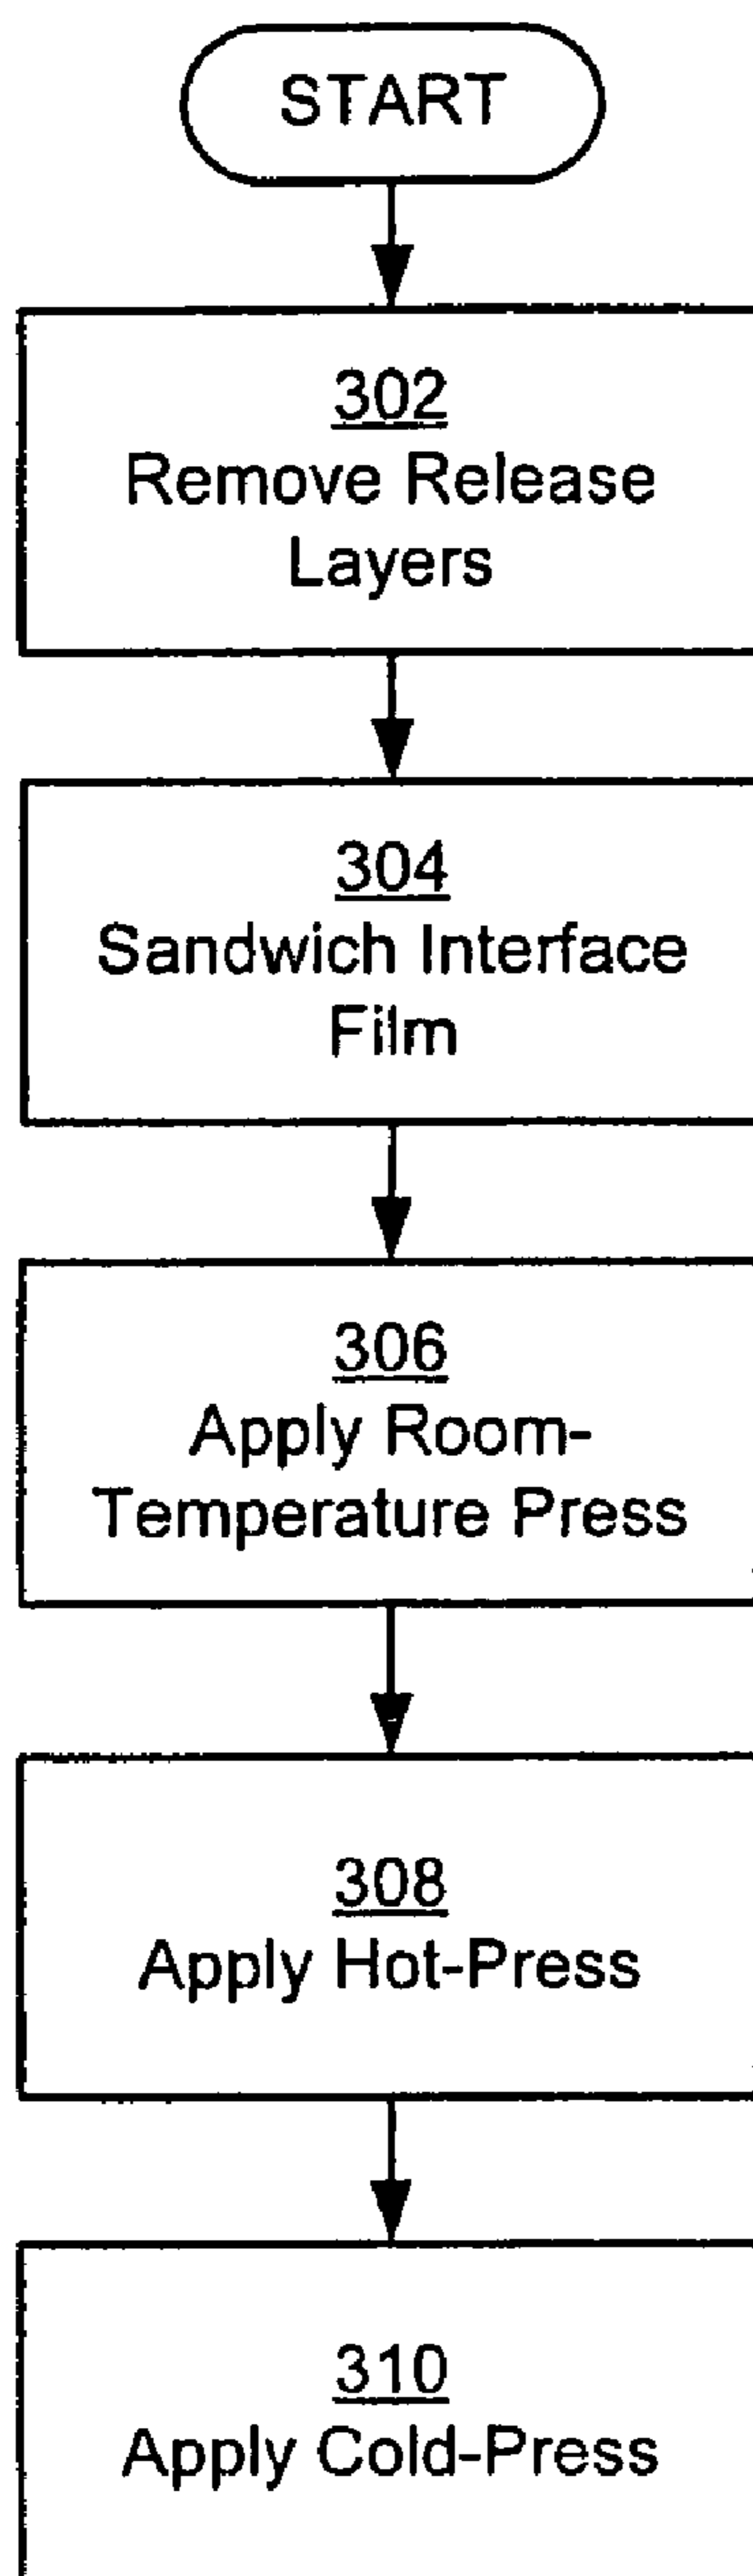 START
302
Remove Release
Layers
304
Sandwich Interface
Film
306
Apply Room-
Temperature Press
308
Apply Hot-Press
310
Apply Cold-Press